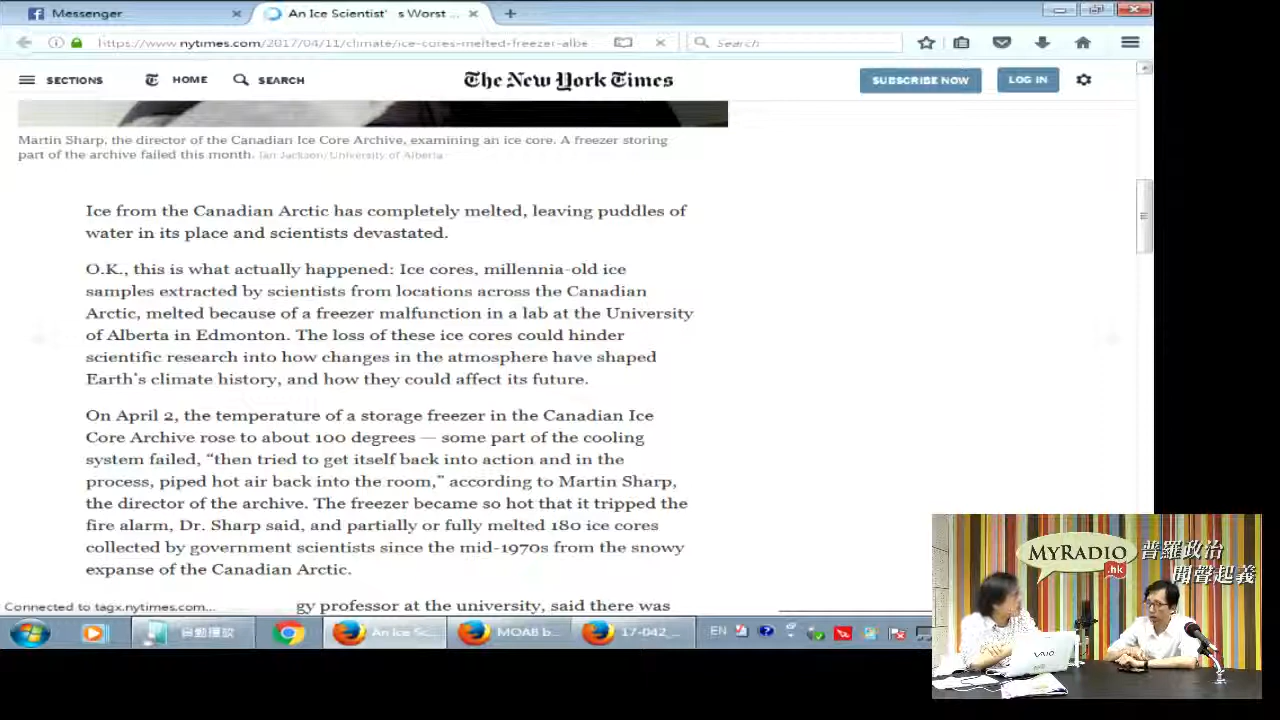 Messenger
An Ice Scientist's Worst ...
https://www.nytimes.com/2017/04/11/climate/ice-cores-melted-freezer-albe
Search
SECTIONS
HOME
SEARCH
The New York Times
SUBSCRIBE NOW
LOG IN
Martin Sharp, the director of the Canadian Ice Core Archive, examining an ice core. A freezer storing
part of the archive failed this month. Ian Jackson/University of Alberta
Ice from the Canadian Arctic has completely melted, leaving puddles of
water in its place and scientists devastated.
O.K., this is what actually happened: Ice cores, millennia-old ice
samples extracted by scientists from locations across the Canadian
Arctic, melted because of a freezer malfunction in a lab at the University
of Alberta in Edmonton. The loss of these ice cores could hinder
scientific research into how changes in the atmosphere have shaped
Earth's climate history, and how they could affect its future.
On April 2, the temperature of a storage freezer in the Canadian Ice
Core Archive rose to about 100 degrees — some part of the cooling
system failed, “then tried to get itself back into action and in the
process, piped hot air back into the room,” according to Martin Sharp,
the director of the archive. The freezer became so hot that it tripped the
fire alarm, Dr. Sharp said, and partially or fully melted 180 ice cores
collected by government scientists since the mid-1970s from the snowy
expanse of the Canadian Arctic.
gy professor at the university, said there was
Connected to tagx.nytimes.com...
An Ice Sc...
MOAB b...
17-042_...
EN
MYRADIO
.hk
普羅政治
聞聲起義
VAIO